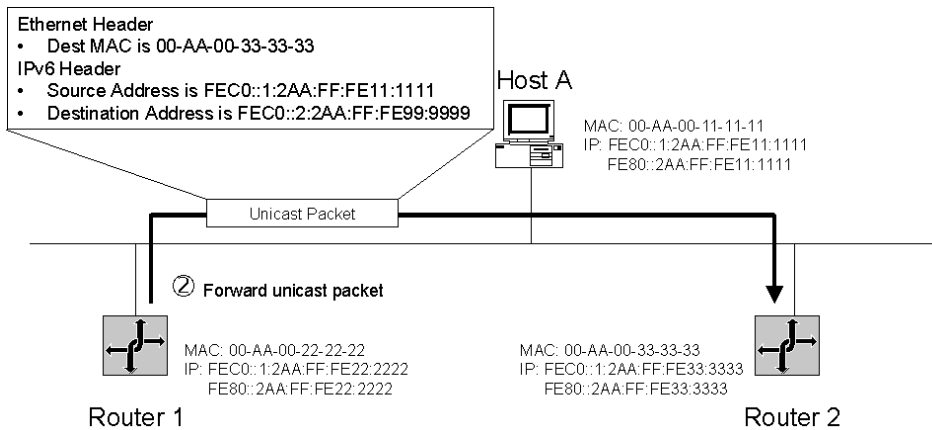 Ethernet Header
• Dest MAC is 00-AA-00-33-33-33
IPv6 Header
• Source Address is FEC0::1:2AA:FF:FE11:1111
• Destination Address is FEC0::2:2AA:FF:FE99:9999
Host A
MAC: 00-AA-00-11-11-11
IP: FEC0::1:2AA:FF:FE11:1111
FE80::2AA:FF:FE11:1111
Unicast Packet
② Forward unicast packet
MAC: 00-AA-00-22-22-22
IP: FEC0::1:2AA:FF:FE22:2222
FE80::2AA:FF:FE22:2222
Router 1
MAC: 00-AA-00-33-33-33
IP: FEC0::1:2AA:FF:FE33:3333
FE80::2AA:FF:FE33:3333
Router 2